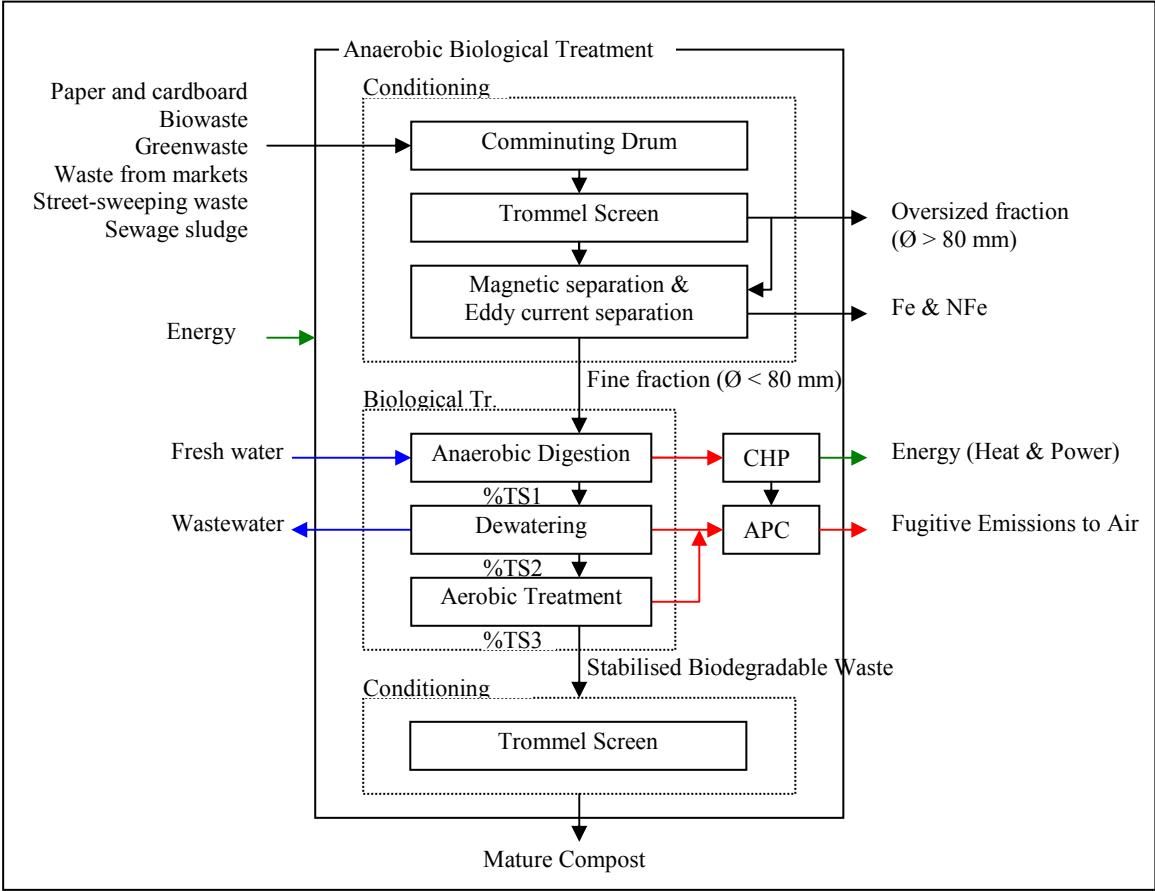 Anaerobic Biological Treatment
Conditioning
Paper and cardboard
Biowaste
Greenwaste
Waste from markets
Street-sweeping waste
Sewage sludge
Comminuting Drum
Trommel Screen
Oversized fraction
(Ø > 80 mm)
Magnetic separation &
Eddy current separation
Fe & NFe
Energy
Fine fraction (Ø < 80 mm)
Biological Tr.
Fresh water
Anaerobic Digestion
CHP
Energy (Heat & Power)
%TS1
Wastewater
Dewatering
APC
Fugitive Emissions to Air
%TS2
Aerobic Treatment
%TS3
Stabilised Biodegradable Waste
Conditioning
Trommel Screen
Mature Compost